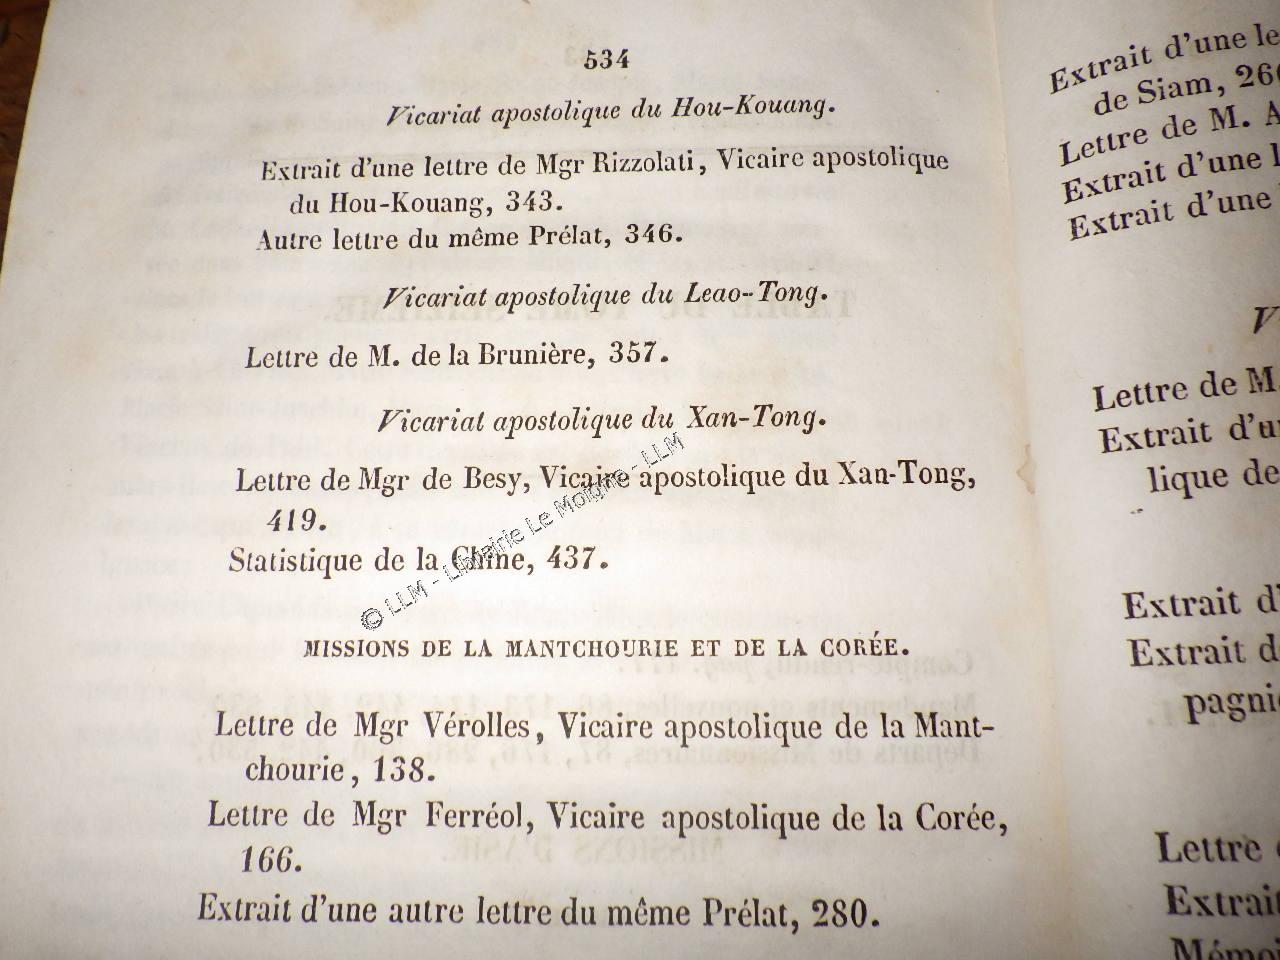 534
Vicariat apostolique du Hou-Kouang.
Extrait d'une lettre de Mgr Rizzolati, Vicaire apostolique
du Hou-Kouang, 343.
Autre lettre du même Prélat, 346.
Vicariat apostolique du Leao-Tong.
Lettre de M. de la Brunière, 357.
Vicariat apostolique du Xan-Tong.
Lettre de Mgr de Besy, Vicaire apostolique du Xan-Tong,
419.
Statistique de la Chine, 437.
© LLM - Librairie Le Moulne - LLM
MISSIONS DE LA MANTCHOURIE ET DE LA CORÉE.
Lettre de Mgr Vérolles, Vicaire apostolique de la Mant-
chourie, 138.
Lettre de Mgr Ferréol, Vicaire apostolique de la Corée,
166.
Extrait d'une autre lettre du même Prélat, 280.
Extrait d'une le
de Siam, 26
Lettre de M. A
Extrait d'une l
Extrait d'une
V
Lettre de M.
Extrait d'u
lique de
Extrait d'
Extrait d
pagni
Lettre
Extrait
Mémoi